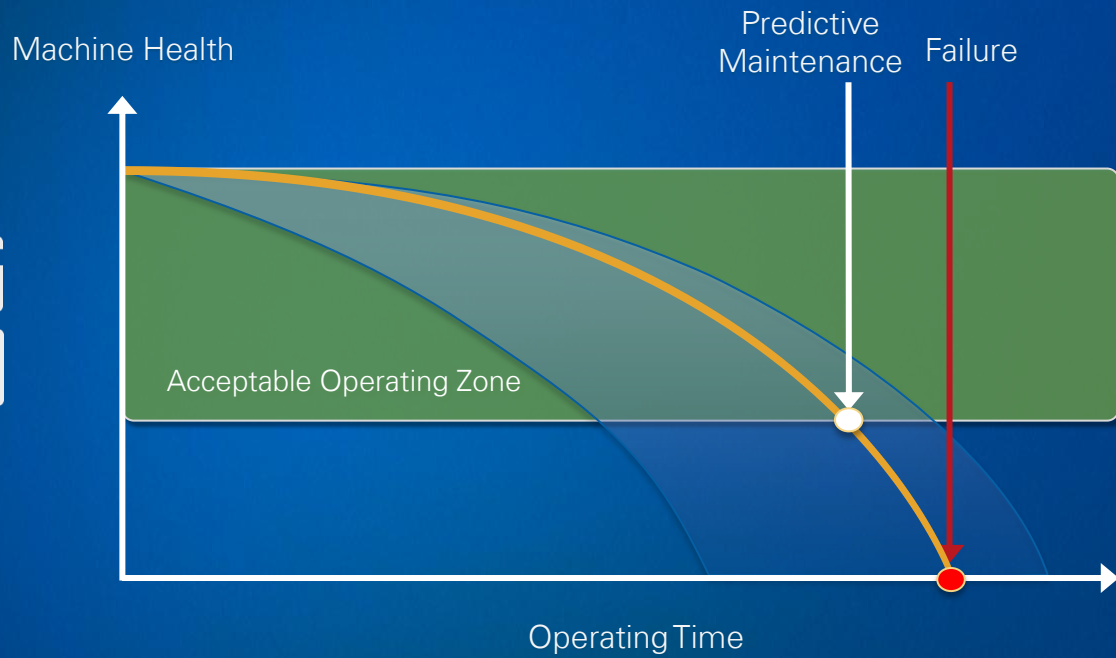 Machine Health
Predictive
Maintenance
Failure
Acceptable Operating Zone
Operating Time